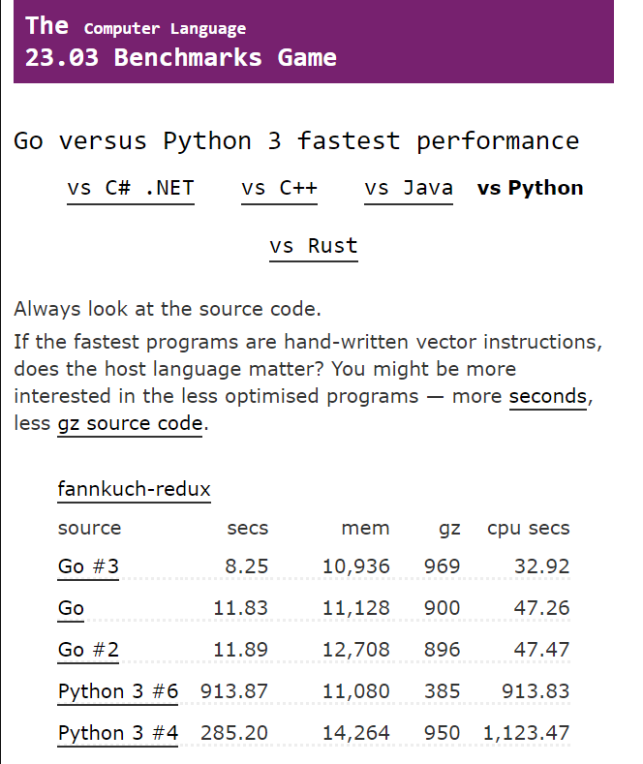 The Computer Language
23.03 Benchmarks Game
Go versus Python 3 fastest performance
vs C# .NET vs C++ vs Java vs Python
vs Rust
Always look at the source code.
If the fastest programs are hand-written vector instructions,
does the host language matter? You might be more
interested in the less optimised programs — more seconds,
less gz source code.
fannkuch-redux
source secs mem gz cpu secs
Go #3 8.25 10,936 969 32.92
Go 11.83 11,128 900 47.26
Go #2 11.89 12,708 896 47.47
Python 3 #6 913.87 11,080 385 913.83
Python 3 #4 285.20 14,264 950 1,123.47